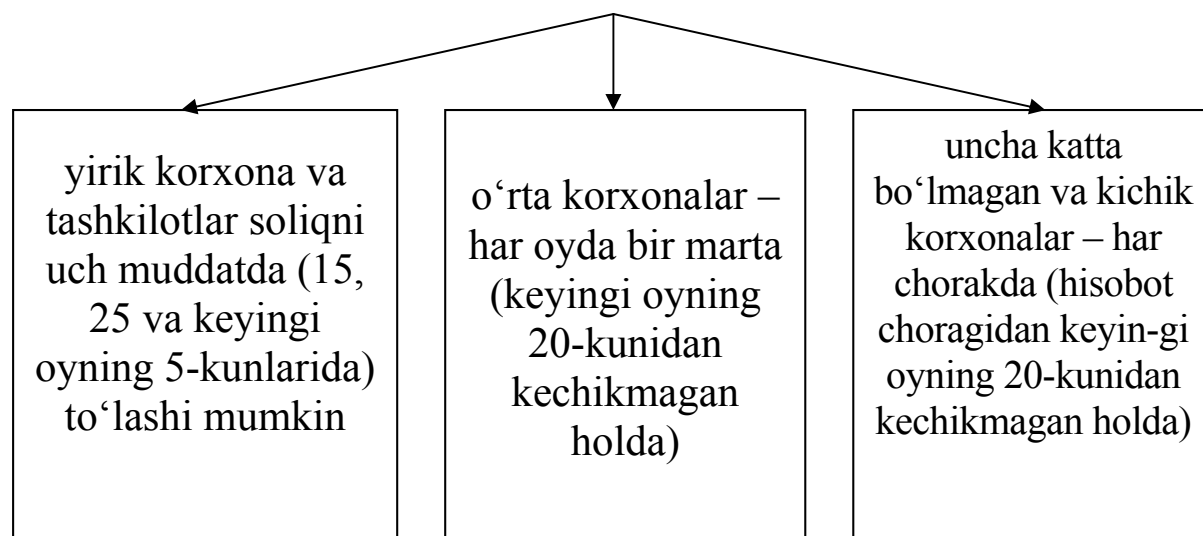 yirik korxona va
tashkilotlar soliqni
uch muddatda (15,
25 va keyingi
oyning 5-kunlarida)
to‘lashi mumkin
o‘rta korxonalar –
har oyda bir marta
(keyingi oyning
20-kunidan
kechikmagan
holda)
uncha katta
bo‘lmagan va kichik
korxonalar – har
chorakda (hisobot
choragidan keyin-gi
oyning 20-kunidan
kechikmagan holda)